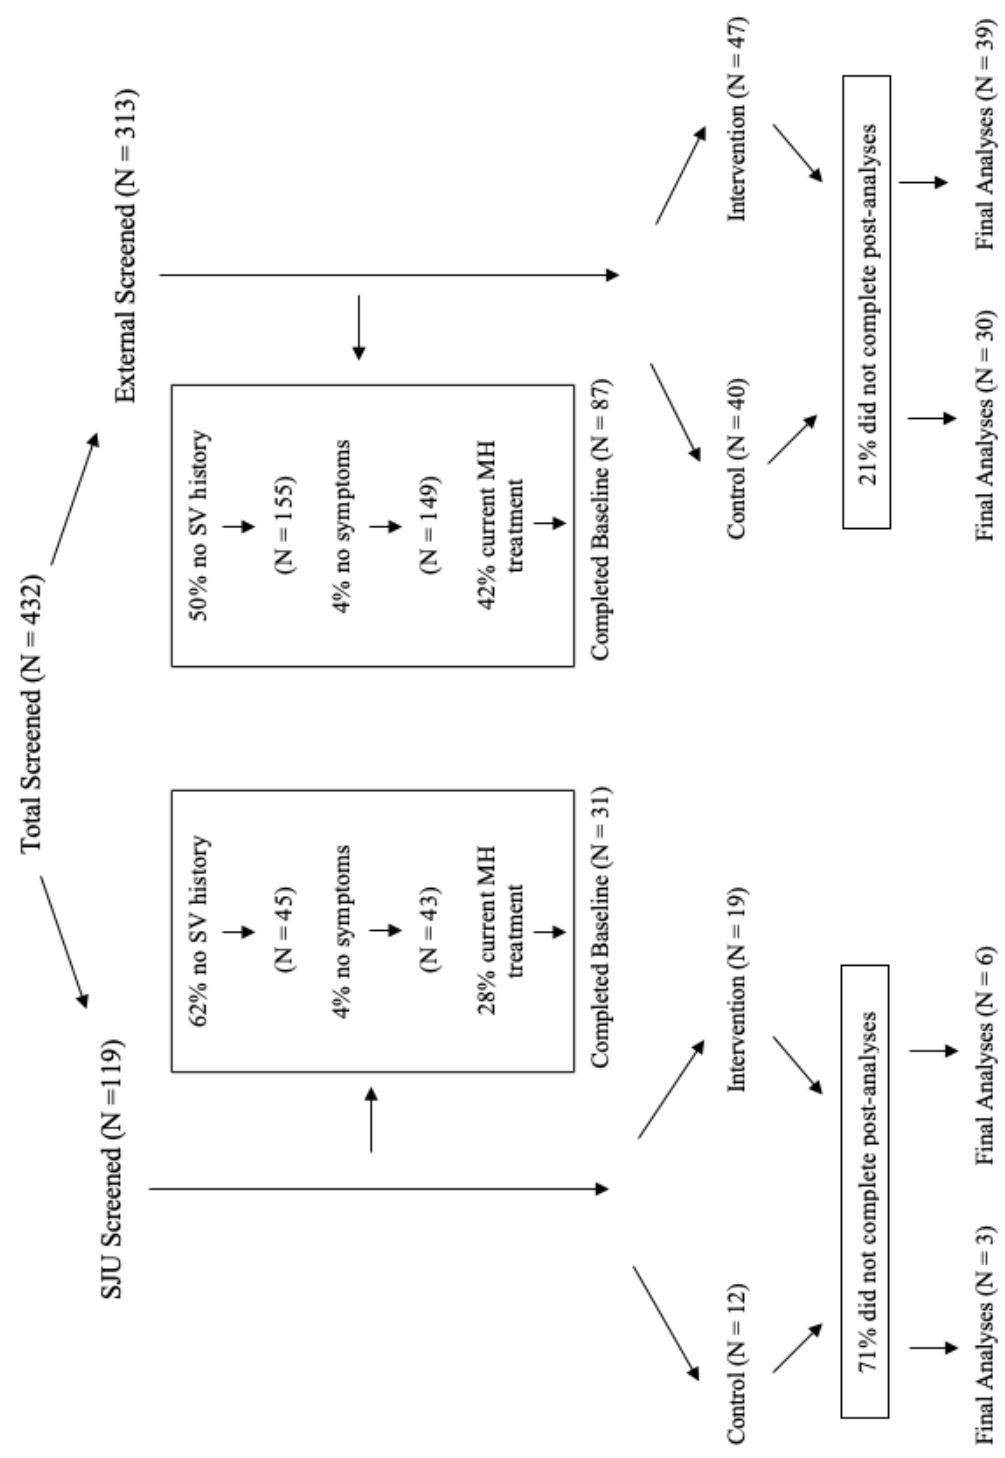 Total Screened (N = 432)
SJU Screened (N =119)
External Screened (N = 313)
62% no SV history
(N = 45)
4% no symptoms
(N = 43)
28% current MH
treatment
Completed Baseline (N = 31)
50% no SV history
(N = 155)
4% no symptoms
(N = 149)
42% current MH
treatment
Completed Baseline (N = 87)
Control (N = 12)
Intervention (N = 19)
Control (N = 40)
Intervention (N = 47)
71% did not complete post-analyses
21% did not complete post-analyses
Final Analyses (N = 3)
Final Analyses (N = 6)
Final Analyses (N = 30)
Final Analyses (N = 39)